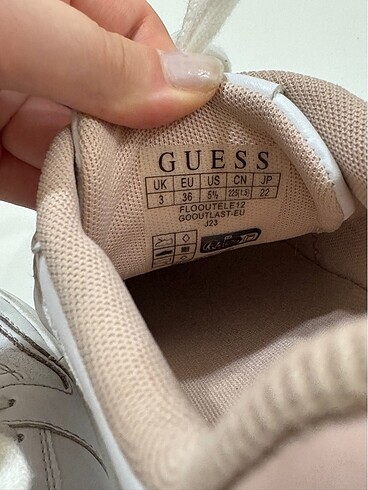 GUESS
UK EU US CN JP
3 36 5½ 225(1.5) 22
FLOOUTELE12
GOOUTLAST-EU
J23